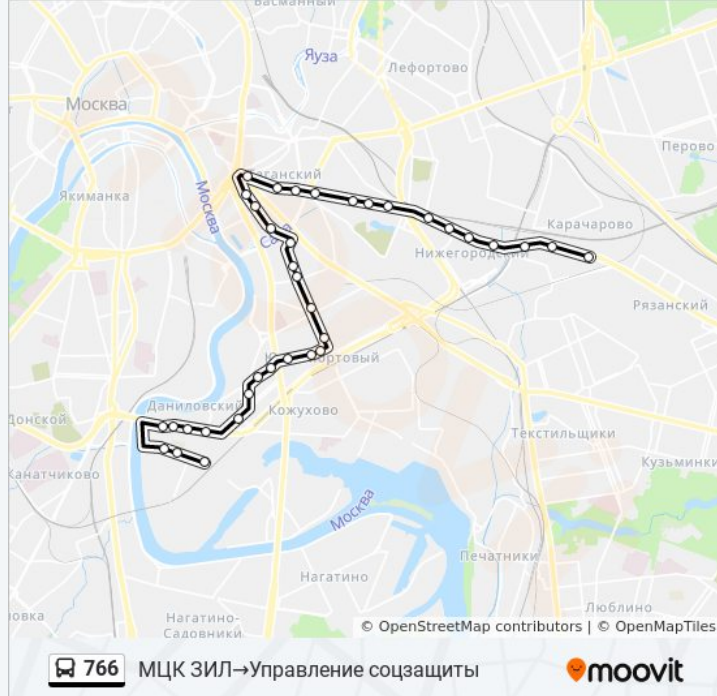 Басманный
Яуза
Лефортово
Москва
Перово
Таганский
Якиманка
Москва
Карачарово
Нижегородский
Рязанский
Даниловский
Кожухово
Донской
Текстильщики
Канатчиково
Кузьминки
Москва
Печатники
Нагатино
Люблино
Нагатино-
Садовники
© OpenStreetMap contributors | © OpenMapTiles
766 МЦК ЗИЛ→Управление соцзащиты moovit